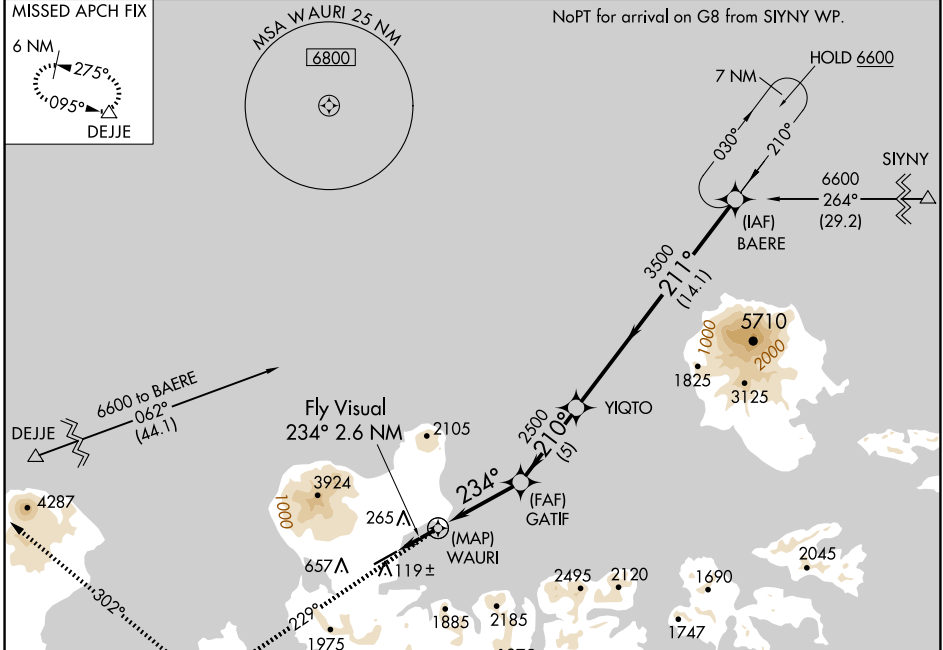 MISSED APCH FIX
6 NM
275°
095°
DEJJE
MSA WAURI 25 NM
6800
NoPT for arrival on G8 from SIYNY WP.
HOLD 6600
7 NM
030°
210°
SIYNY
6600
264°
(29.2)
(IAF)
BAERE
3500
211°
(14.1)
5710
1000
2000
1825
3125
6600 to BAERE
062°
(44.1)
DEJJE
Fly Visual
234° 2.6 NM
2105
YIQTO
2500
210°
(5)
234°
(FAF)
GATIF
3924
1000
4287
265
(MAP)
WAURI
657
119 ±
2495
2120
1690
2045
302°
229°
1975
1885
2185
1747